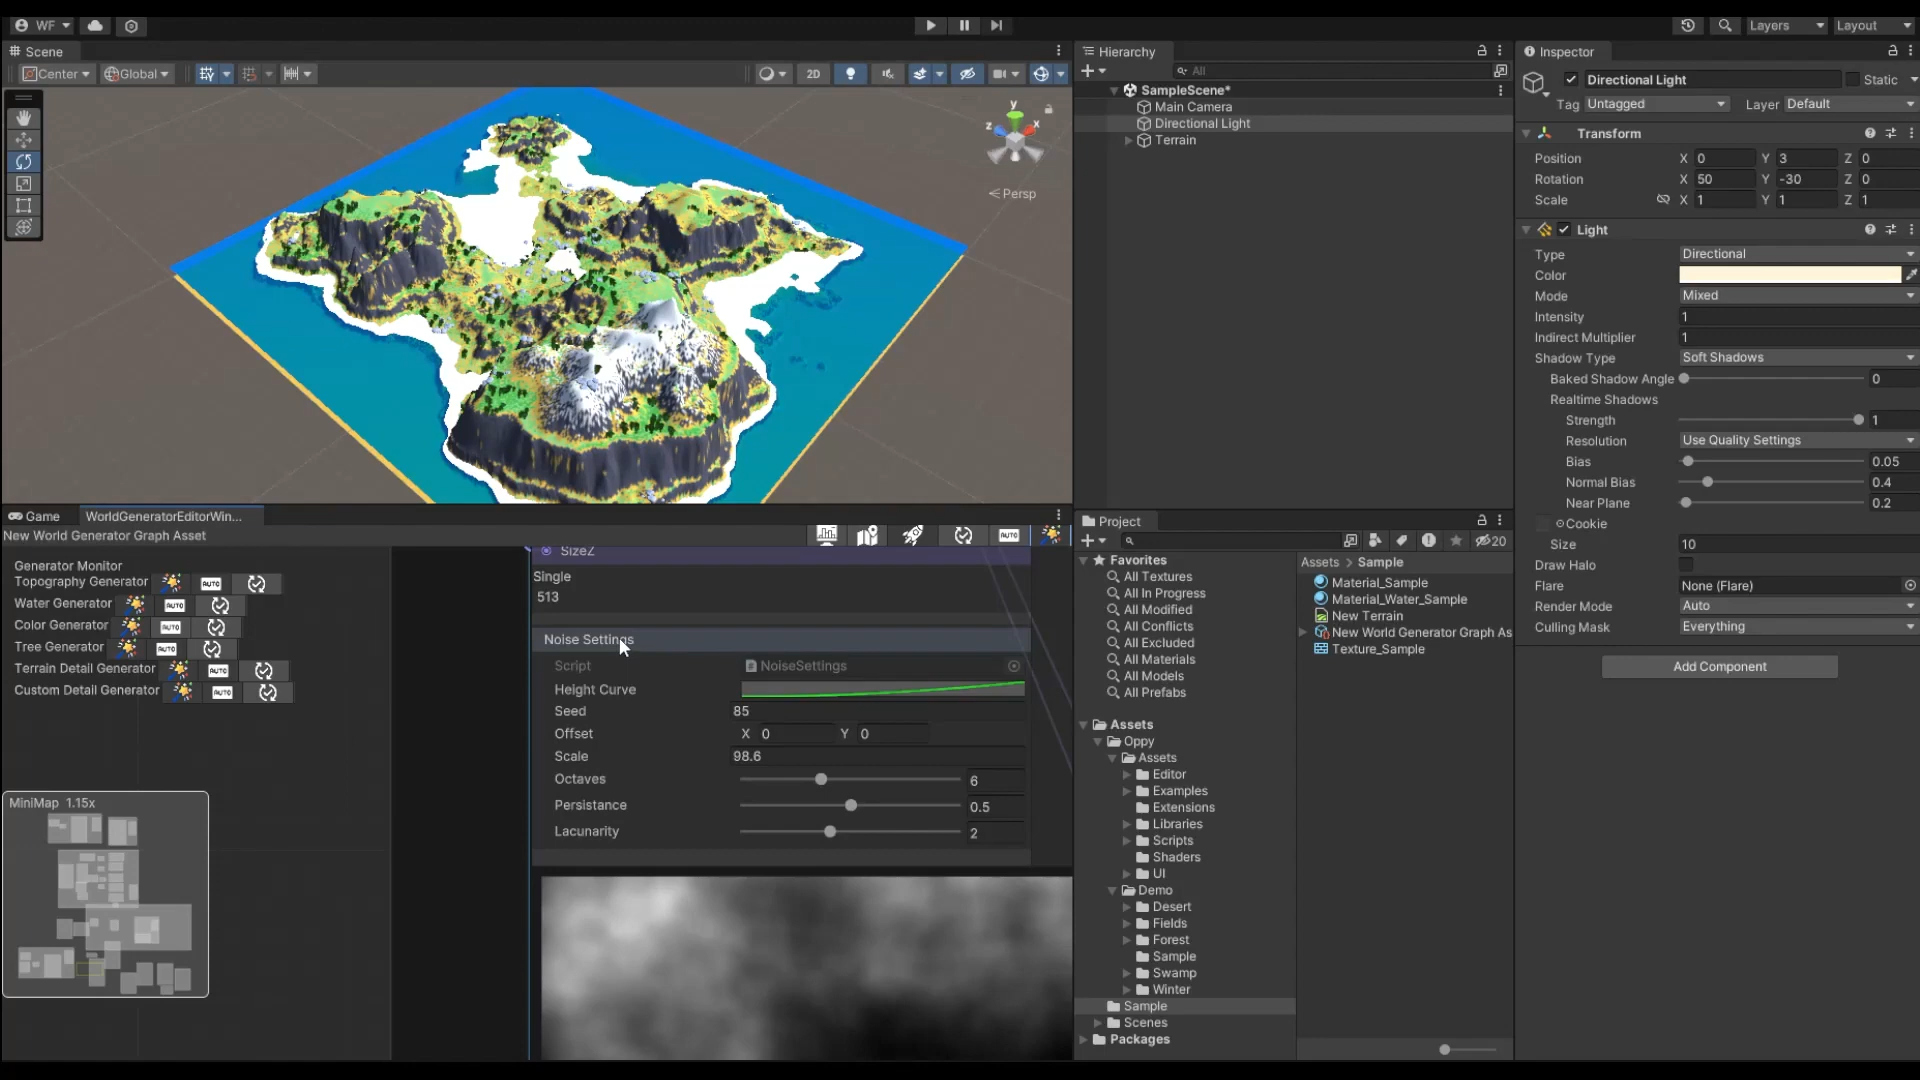 WF
Layers
Layout
Scene
Center
Global
2D
y
z
x
Persp
Hierarchy
All
SampleScene*
Main Camera
Directional Light
Terrain
Inspector
Directional Light
Static
Tag
Untagged
Layer
Default
Transform
Position
X 0 Y 3 Z 0
Rotation
X 50 Y -30 Z 0
Scale
X 1 Y 1 Z 1
Light
Type
Directional
Color
Mode
Mixed
Intensity
1
Indirect Multiplier
1
Shadow Type
Soft Shadows
Baked Shadow Angle
0
Realtime Shadows
Strength
1
Resolution
Use Quality Settings
Bias
0.05
Normal Bias
0.4
Near Plane
0.2
Cookie
Size
10
Draw Halo
Flare
None (Flare)
Render Mode
Auto
Culling Mask
Everything
Add Component
Game
WorldGeneratorEditorWin...
New World Generator Graph Asset
AUTO
Generator Monitor
Topography Generator
AUTO
Water Generator
AUTO
Color Generator
AUTO
Tree Generator
AUTO
Terrain Detail Generator
AUTO
Custom Detail Generator
AUTO
MiniMap 1.15x
SizeZ
Single
513
Noise Settings
Script
NoiseSettings
Height Curve
Seed
85
Offset
X 0 Y 0
Scale
98.6
Octaves
6
Persistance
0.5
Lacunarity
2
Project
20
Favorites
All Textures
All In Progress
All Modified
All Conflicts
All Excluded
All Materials
All Models
All Prefabs
Assets
Oppy
Assets
Editor
Examples
Extensions
Libraries
Scripts
Shaders
UI
Demo
Desert
Fields
Forest
Sample
Swamp
Winter
Sample
Scenes
Packages
Assets > Sample
Material_Sample
Material_Water_Sample
New Terrain
New World Generator Graph As
Texture_Sample